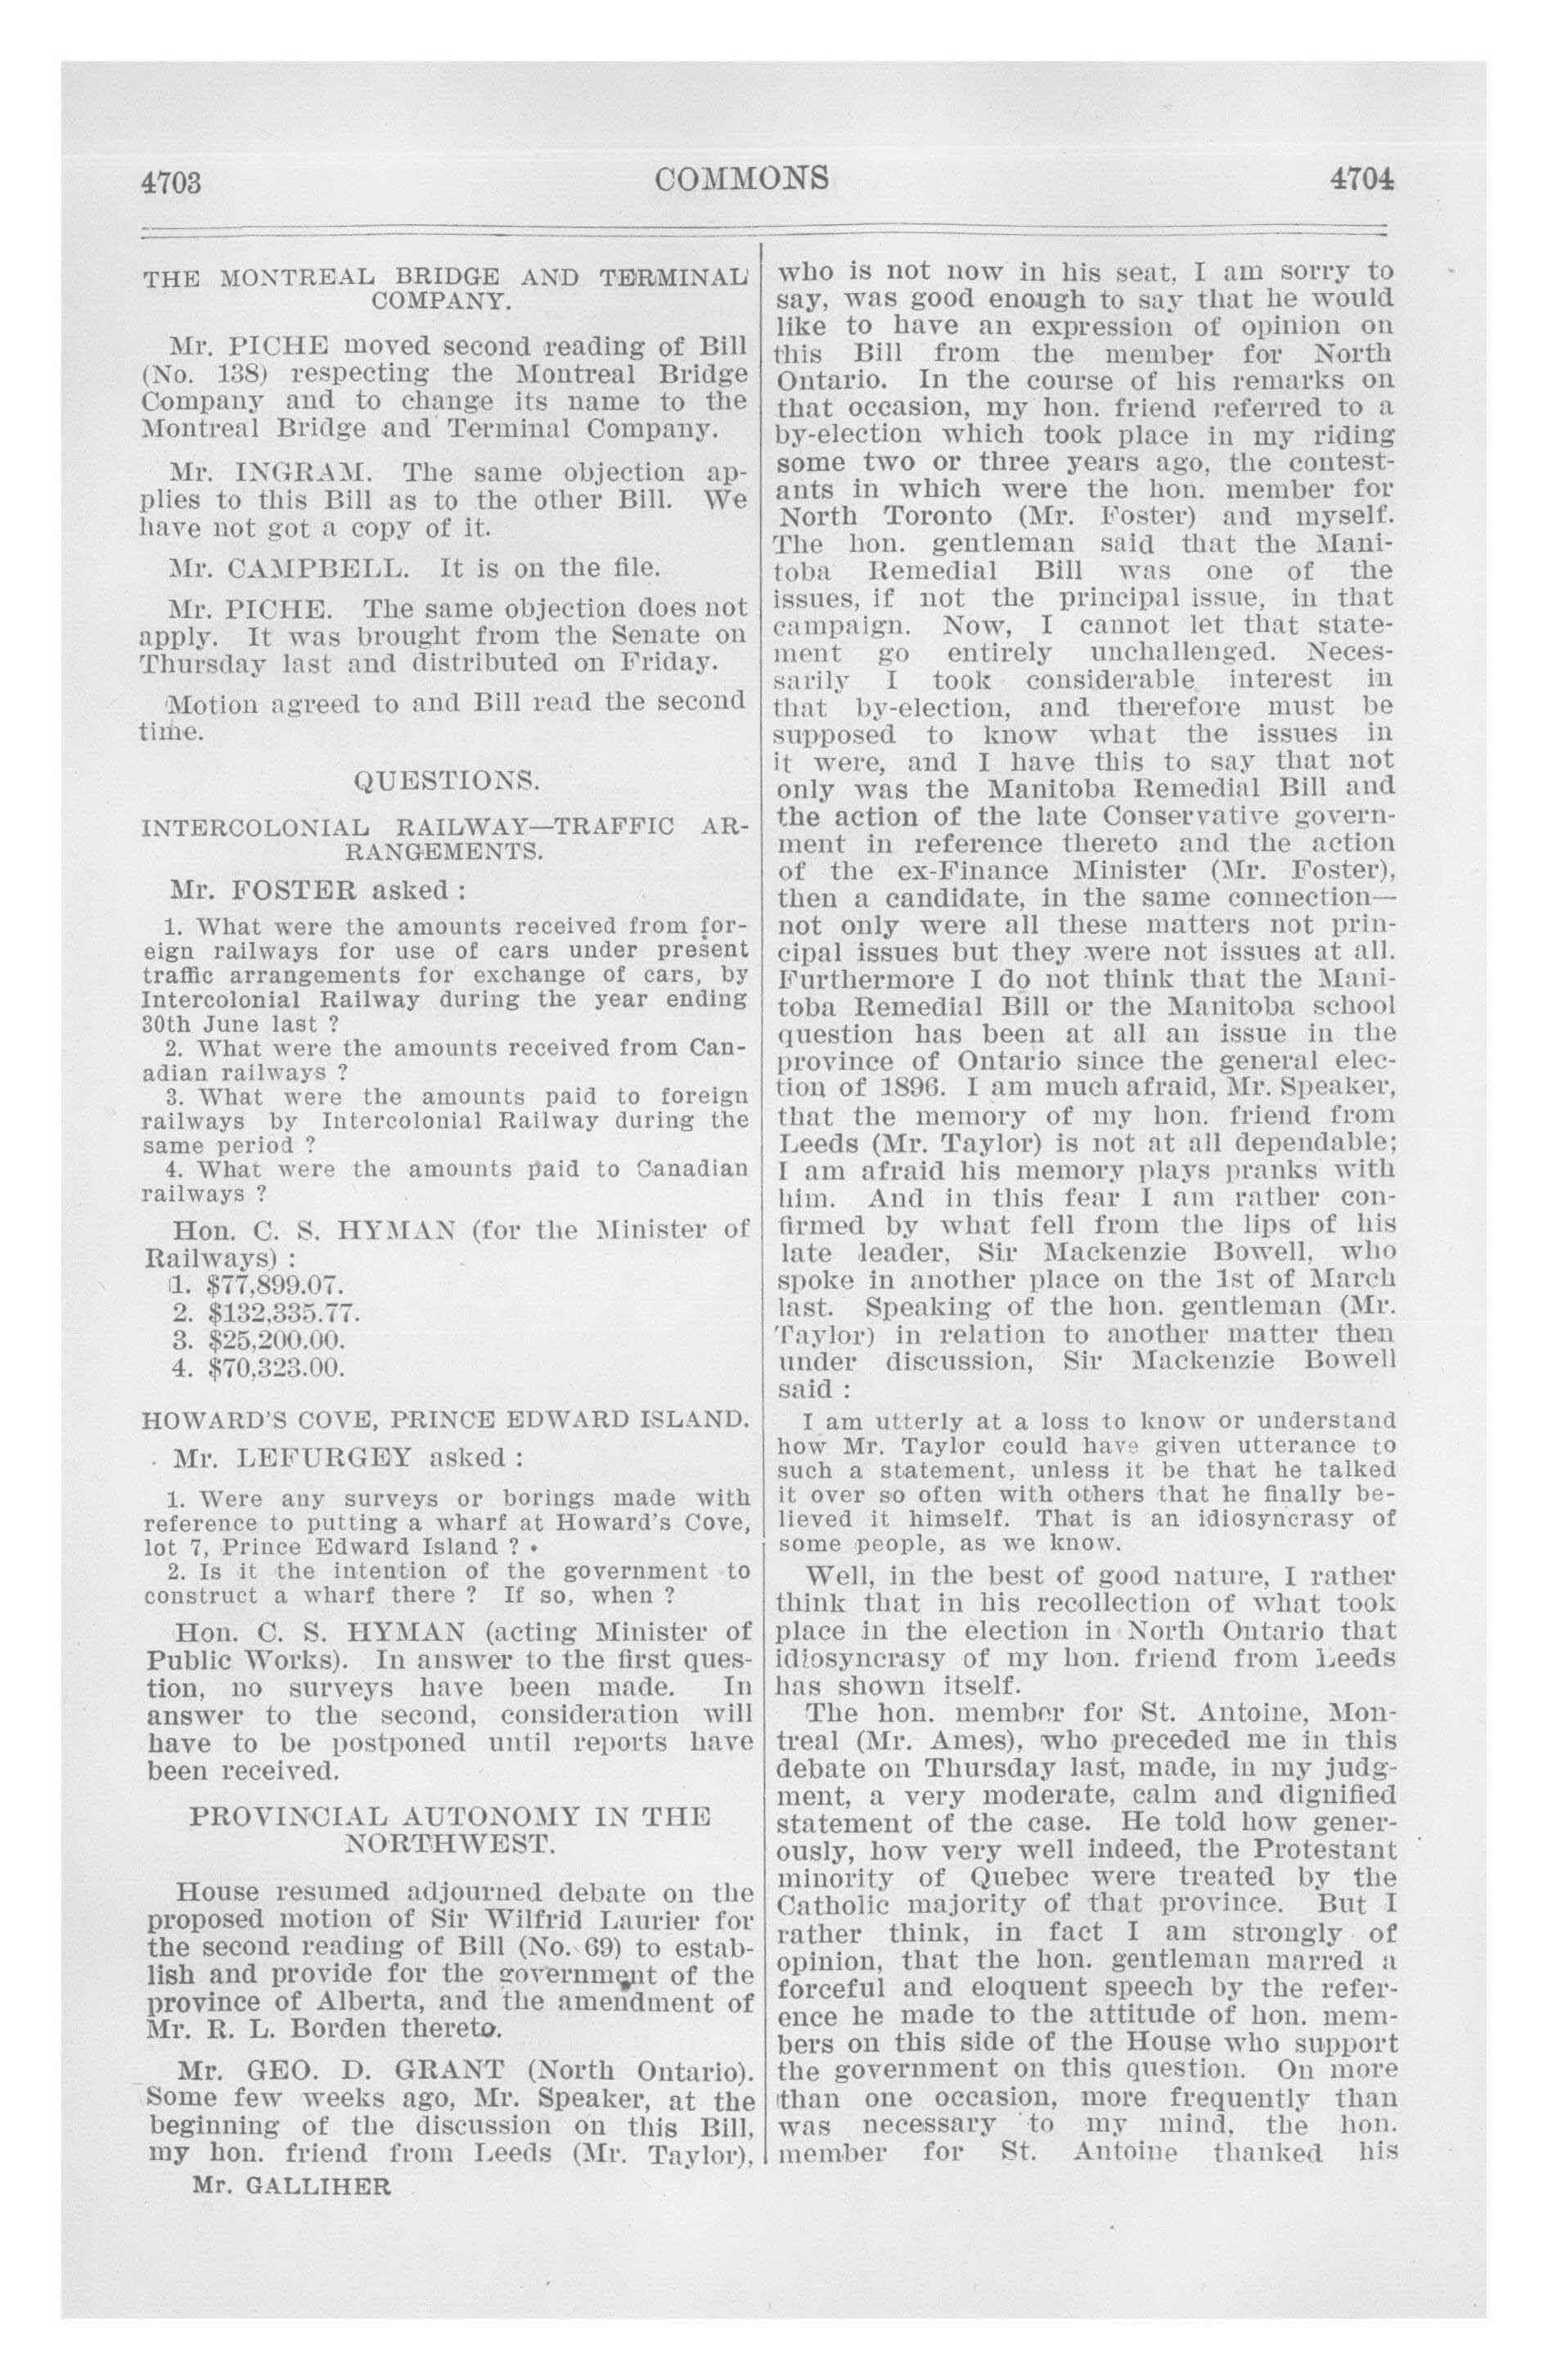 4703
COMMONS
4704
THE MONTREAL BRIDGE AND TERMINAL
COMPANY.
Mr. PICHE moved second reading of Bill
(No. 138) respecting the Montreal Bridge
Company and to change its name to the
Montreal Bridge and Terminal Company.
Mr. INGRAM. The same objection ap-
plies to this Bill as to the other Bill. We
have not got a copy of it.
Mr. CAMPBELL. It is on the file.
Mr. PICHE. The same objection does not
apply. It was brought from the Senate on
Thursday last and distributed on Friday.
Motion agreed to and Bill read the second
time.
QUESTIONS.
INTERCOLONIAL RAILWAY—TRAFFIC AR-
RANGEMENTS.
Mr. FOSTER asked :
1. What were the amounts received from for-
eign railways for use of cars under present
traffic arrangements for exchange of cars, by
Intercolonial Railway during the year ending
30th June last ?
2. What were the amounts received from Can-
adian railways ?
3. What were the amounts paid to foreign
railways by Intercolonial Railway during the
same period ?
4. What were the amounts paid to Canadian
railways ?
Hon. C. S. HYMAN (for the Minister of
Railways) :
1. $77,899.07.
2. $132,335.77.
3. $25,200.00.
4. $70,323.00.
HOWARD'S COVE, PRINCE EDWARD ISLAND.
Mr. LEFURGEY asked :
1. Were any surveys or borings made with
reference to putting a wharf at Howard's Cove,
lot 7, Prince Edward Island ?
2. Is it the intention of the government to
construct a wharf there ? If so, when ?
Hon. C. S. HYMAN (acting Minister of
Public Works). In answer to the first ques-
tion, no surveys have been made. In
answer to the second, consideration will
have to be postponed until reports have
been received.
PROVINCIAL AUTONOMY IN THE
NORTHWEST.
House resumed adjourned debate on the
proposed motion of Sir Wilfrid Laurier for
the second reading of Bill (No. 69) to estab-
lish and provide for the government of the
province of Alberta, and the amendment of
Mr. R. L. Borden thereto.
Mr. GEO. D. GRANT (North Ontario).
Some few weeks ago, Mr. Speaker, at the
beginning of the discussion on this Bill,
my hon. friend from Leeds (Mr. Taylor),
Mr. GALLIHER
who is not now in his seat, I am sorry to
say, was good enough to say that he would
like to have an expression of opinion on
this Bill from the member for North
Ontario. In the course of his remarks on
that occasion, my hon. friend referred to a
by-election which took place in my riding
some two or three years ago, the contest-
ants in which were the hon. member for
North Toronto (Mr. Foster) and myself.
The hon. gentleman said that the Mani-
toba Remedial Bill was one of the
issues, if not the principal issue, in that
campaign. Now, I cannot let that state-
ment go entirely unchallenged. Neces-
sarily I took considerable interest in
that by-election, and therefore must be
supposed to know what the issues in
it were, and I have this to say that not
only was the Manitoba Remedial Bill and
the action of the late Conservative govern-
ment in reference thereto and the action
of the ex-Finance Minister (Mr. Foster),
then a candidate, in the same connection—
not only were all these matters not prin-
cipal issues but they were not issues at all.
Furthermore I do not think that the Mani-
toba Remedial Bill or the Manitoba school
question has been at all an issue in the
province of Ontario since the general elec-
tion of 1896. I am much afraid, Mr. Speaker,
that the memory of my hon. friend from
Leeds (Mr. Taylor) is not at all dependable;
I am afraid his memory plays pranks with
him. And in this fear I am rather con-
firmed by what fell from the lips of his
late leader, Sir Mackenzie Bowell, who
spoke in another place on the 1st of March
last. Speaking of the hon. gentleman (Mr.
Taylor) in relation to another matter then
under discussion, Sir Mackenzie Bowell
said :
I am utterly at a loss to know or understand
how Mr. Taylor could have given utterance to
such a statement, unless it be that he talked
it over so often with others that he finally be-
lieved it himself. That is an idiosyncrasy of
some people, as we know.
Well, in the best of good nature, I rather
think that in his recollection of what took
place in the election in North Ontario that
idiosyncrasy of my hon. friend from Leeds
has shown itself.
The hon. member for St. Antoine, Mon-
treal (Mr. Ames), who preceded me in this
debate on Thursday last, made, in my judg-
ment, a very moderate, calm and dignified
statement of the case. He told how gener-
ously, how very well indeed, the Protestant
minority of Quebec were treated by the
Catholic majority of that province. But I
rather think, in fact I am strongly of
opinion, that the hon. gentleman marred a
forceful and eloquent speech by the refer-
ence he made to the attitude of hon. mem-
bers on this side of the House who support
the government on this question. On more
than one occasion, more frequently than
was necessary to my mind, the hon.
member for St. Antoine thanked his